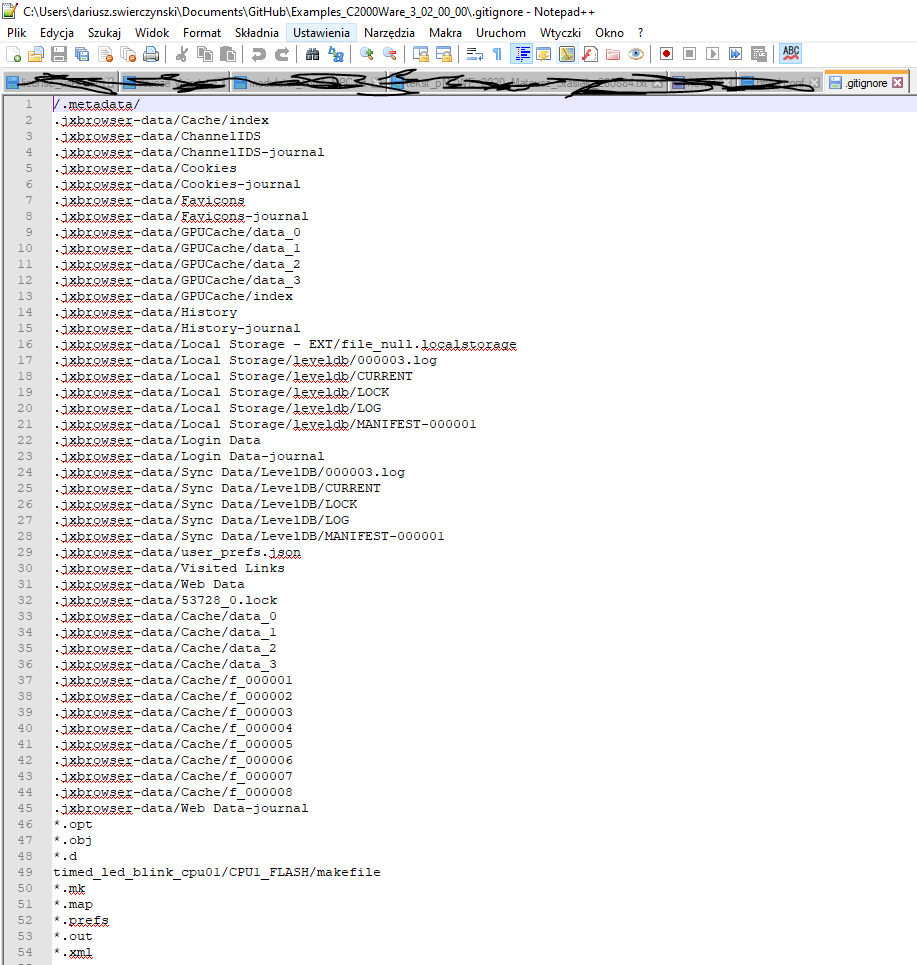 C:\Users\dariusz.swierczynski\Documents\GitHub\Examples_C2000Ware_3_02_00_00\.gitignore - Notepad++
Plik Edycja Szukaj Widok Format Składnia Ustawienia Narzędzia Makra Uruchom Wtyczki Okno ?
ABC
.gitignore
1 /.metadata/
2 .jxbrowser-data/Cache/index
3 .jxbrowser-data/ChannelIDS
4 .jxbrowser-data/ChannelIDS-journal
5 .jxbrowser-data/Cookies
6 .jxbrowser-data/Cookies-journal
7 .jxbrowser-data/Favicons
8 .jxbrowser-data/Favicons-journal
9 .jxbrowser-data/GPUCache/data_0
10 .jxbrowser-data/GPUCache/data_1
11 .jxbrowser-data/GPUCache/data_2
12 .jxbrowser-data/GPUCache/data_3
13 .jxbrowser-data/GPUCache/index
14 .jxbrowser-data/History
15 .jxbrowser-data/History-journal
16 .jxbrowser-data/Local Storage - EXT/file_null.localstorage
17 .jxbrowser-data/Local Storage/leveldb/000003.log
18 .jxbrowser-data/Local Storage/leveldb/CURRENT
19 .jxbrowser-data/Local Storage/leveldb/LOCK
20 .jxbrowser-data/Local Storage/leveldb/LOG
21 .jxbrowser-data/Local Storage/leveldb/MANIFEST-000001
22 .jxbrowser-data/Login Data
23 .jxbrowser-data/Login Data-journal
24 .jxbrowser-data/Sync Data/LevelDB/000003.log
25 .jxbrowser-data/Sync Data/LevelDB/CURRENT
26 .jxbrowser-data/Sync Data/LevelDB/LOCK
27 .jxbrowser-data/Sync Data/LevelDB/LOG
28 .jxbrowser-data/Sync Data/LevelDB/MANIFEST-000001
29 .jxbrowser-data/user_prefs.json
30 .jxbrowser-data/Visited Links
31 .jxbrowser-data/Web Data
32 .jxbrowser-data/53728_0.lock
33 .jxbrowser-data/Cache/data_0
34 .jxbrowser-data/Cache/data_1
35 .jxbrowser-data/Cache/data_2
36 .jxbrowser-data/Cache/data_3
37 .jxbrowser-data/Cache/f_000001
38 .jxbrowser-data/Cache/f_000002
39 .jxbrowser-data/Cache/f_000003
40 .jxbrowser-data/Cache/f_000004
41 .jxbrowser-data/Cache/f_000005
42 .jxbrowser-data/Cache/f_000006
43 .jxbrowser-data/Cache/f_000007
44 .jxbrowser-data/Cache/f_000008
45 .jxbrowser-data/Web Data-journal
46 *.opt
47 *.obj
48 *.d
49 timed_led_blink_cpu01/CPU1_FLASH/makefile
50 *.mk
51 *.map
52 *.prefs
53 *.out
54 *.xml